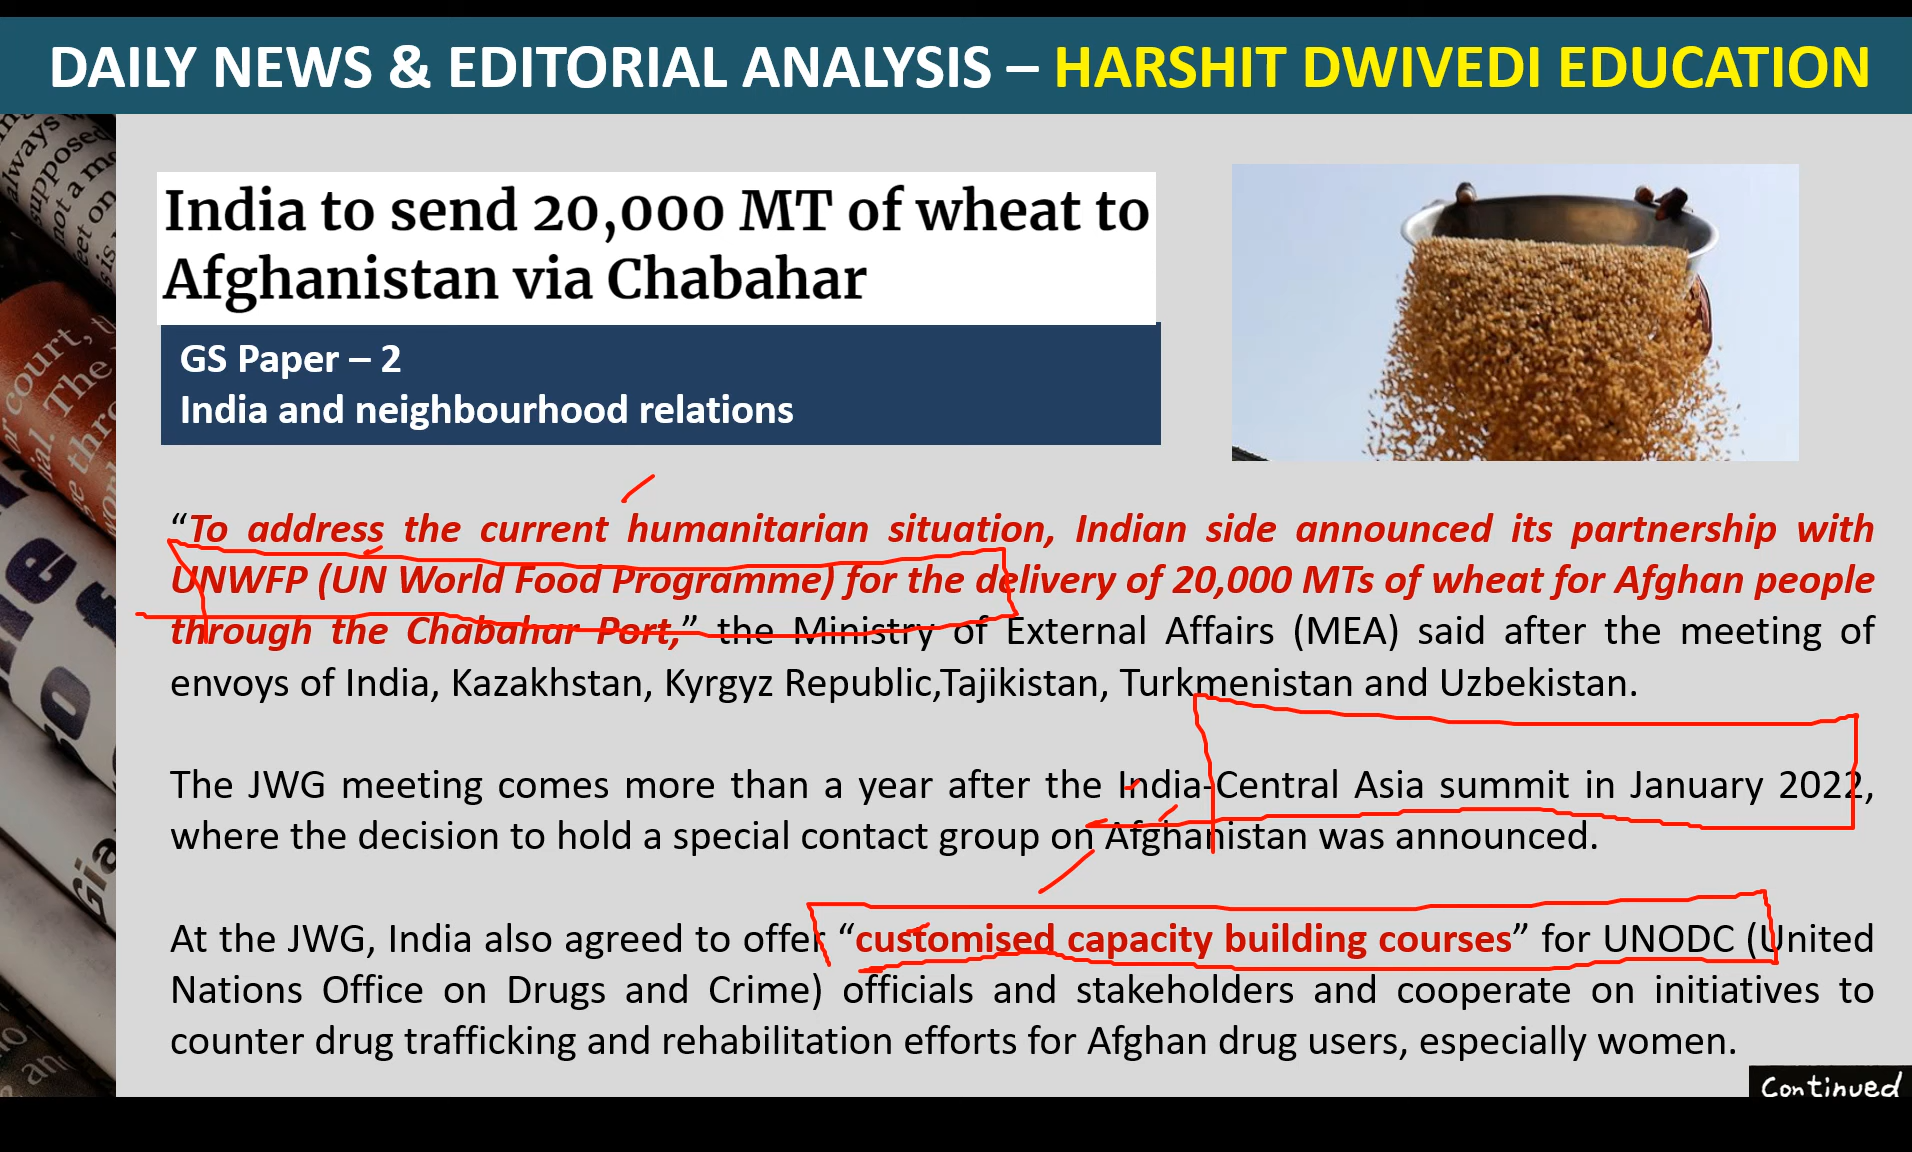 DAILY NEWS & EDITORIAL ANALYSIS – HARSHIT DWIVEDI EDUCATION
India to send 20,000 MT of wheat to
Afghanistan via Chabahar
GS Paper – 2
India and neighbourhood relations
“To address the current humanitarian situation, Indian side announced its partnership with
UNWFP (UN World Food Programme) for the delivery of 20,000 MTs of wheat for Afghan people
through the Chabahar Port,” the Ministry of External Affairs (MEA) said after the meeting of
envoys of India, Kazakhstan, Kyrgyz Republic,Tajikistan, Turkmenistan and Uzbekistan.
The JWG meeting comes more than a year after the India-Central Asia summit in January 2022,
where the decision to hold a special contact group on Afghanistan was announced.
At the JWG, India also agreed to offer “customised capacity building courses” for UNODC (United
Nations Office on Drugs and Crime) officials and stakeholders and cooperate on initiatives to
counter drug trafficking and rehabilitation efforts for Afghan drug users, especially women.
Continued